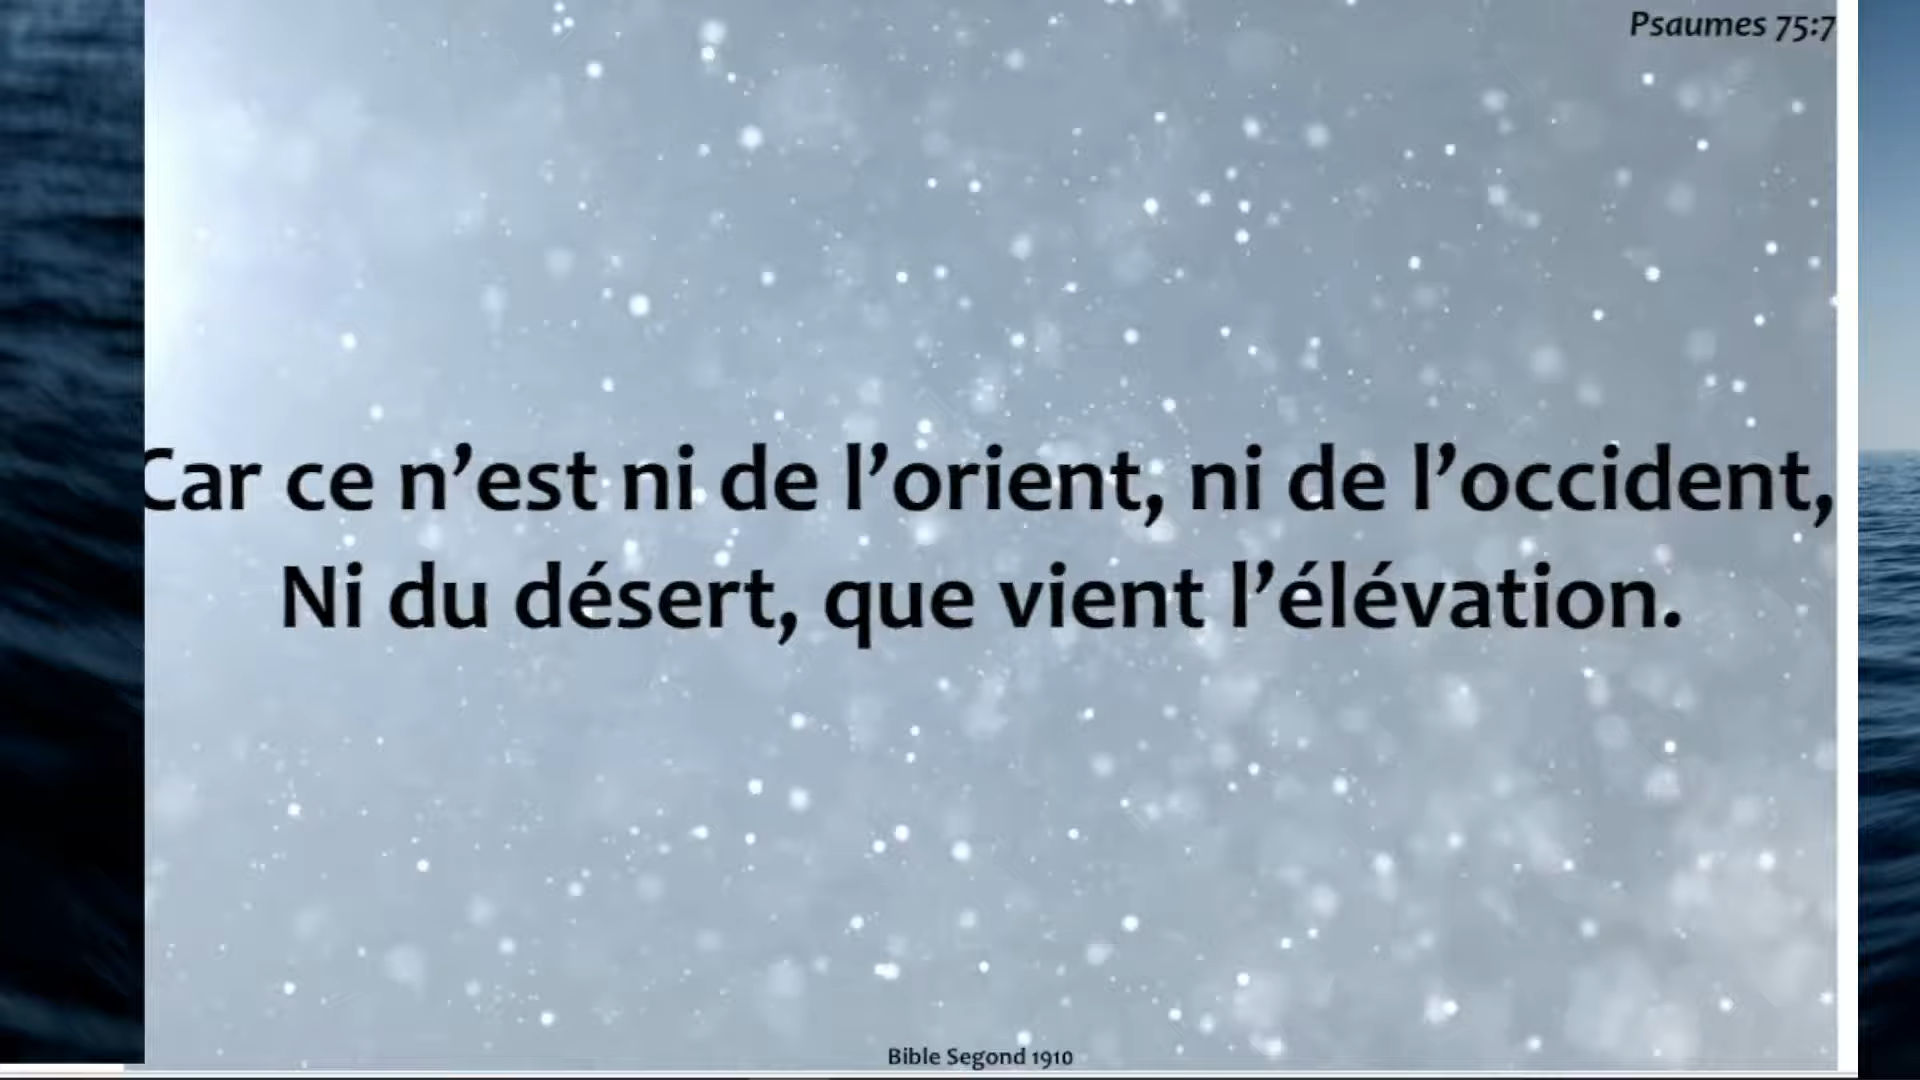 Psaumes 75:7
Car ce n’est ni de l’orient, ni de l’occident,
Ni du désert, que vient l’élévation.
Bible Segond 1910